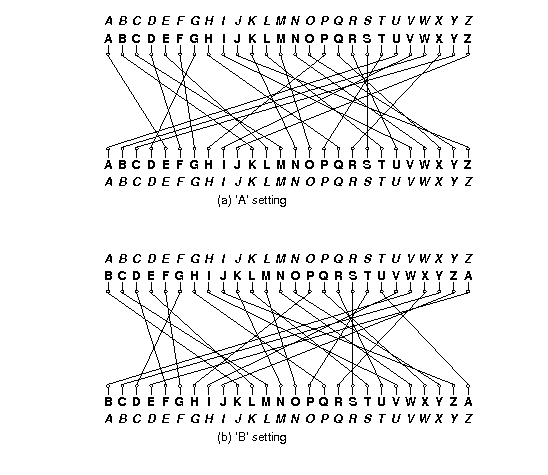 A B C D E F G H I J K L M N O P Q R S T U V W X Y Z
A B C D E F G H I J K L M N O P Q R S T U V W X Y Z
A B C D E F G H I J K L M N O P Q R S T U V W X Y Z
A B C D E F G H I J K L M N O P Q R S T U V W X Y Z
(a) 'A' setting
A B C D E F G H I J K L M N O P Q R S T U V W X Y Z
B C D E F G H I J K L M N O P Q R S T U V W X Y Z A
B C D E F G H I J K L M N O P Q R S T U V W X Y Z A
A B C D E F G H I J K L M N O P Q R S T U V W X Y Z
(b) 'B' setting